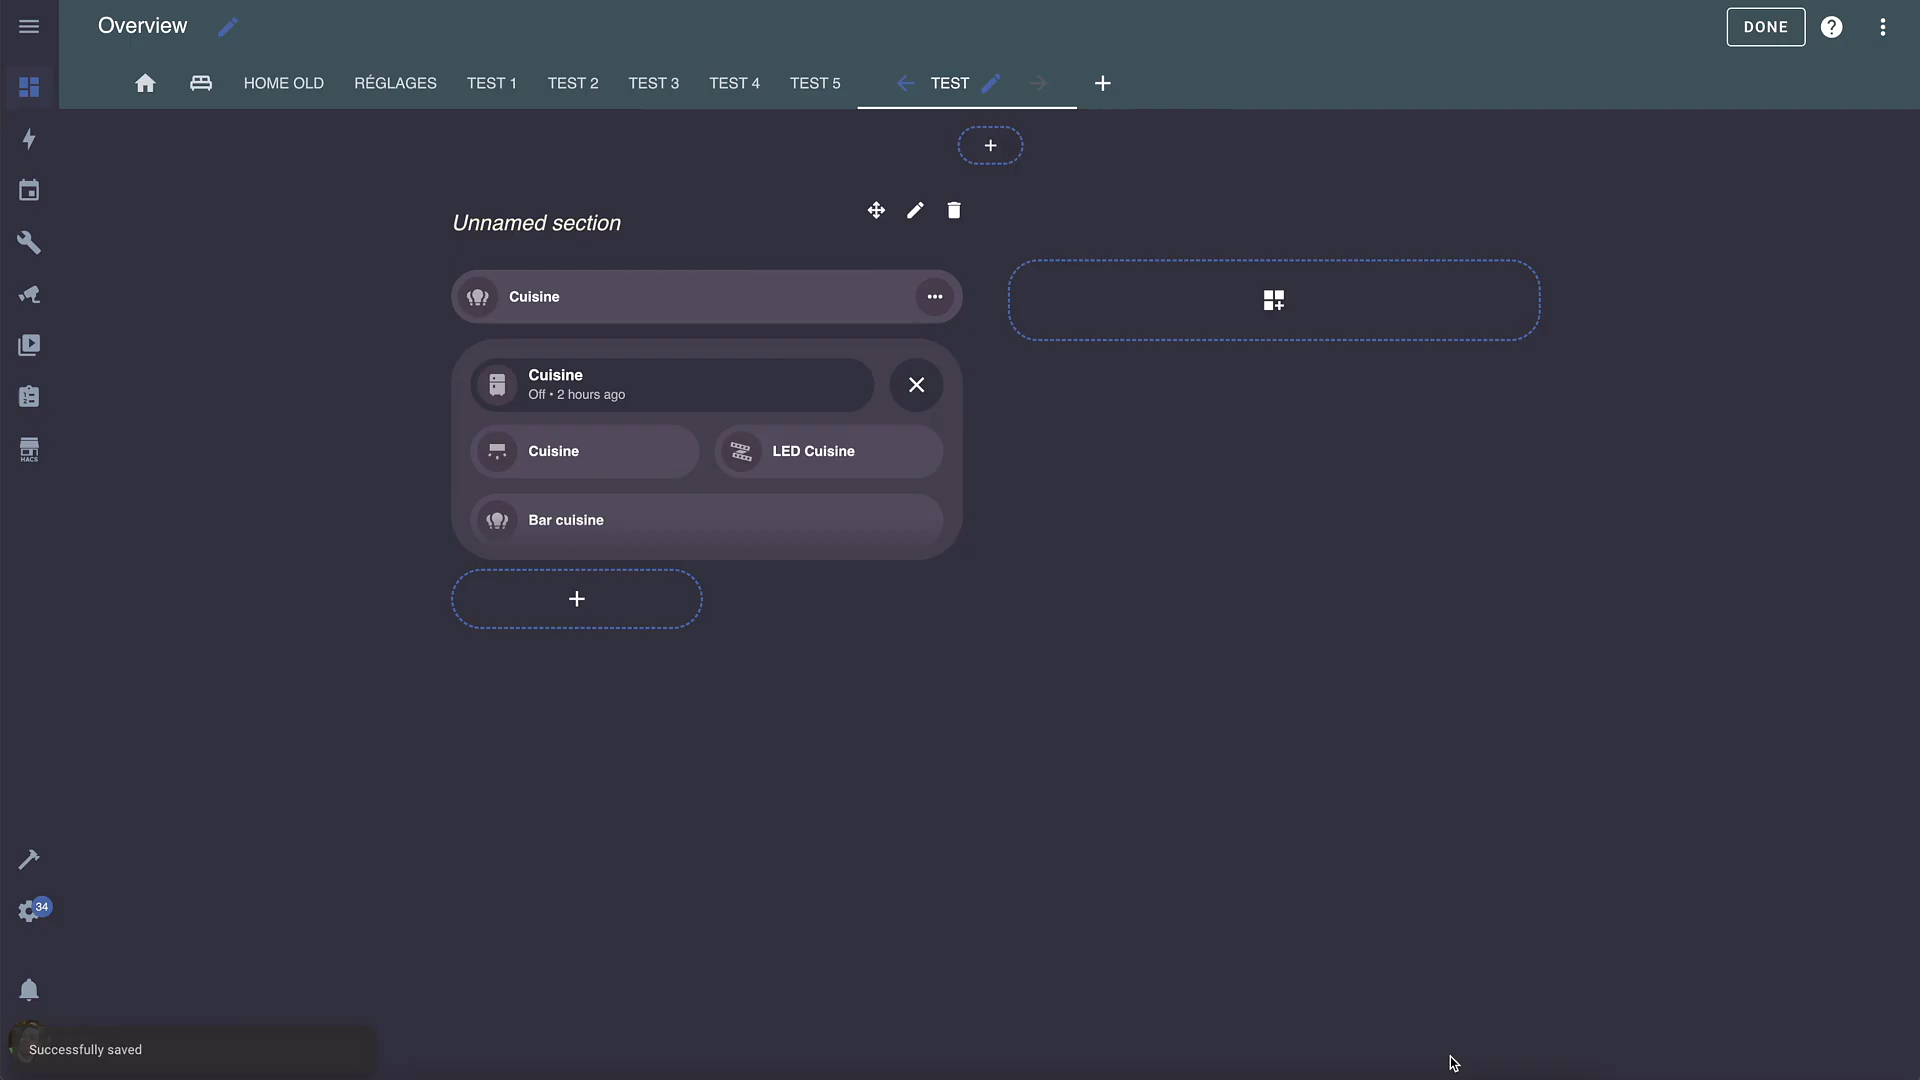 Overview
DONE
HOME OLD RÉGLAGES TEST 1 TEST 2 TEST 3 TEST 4 TEST 5 TEST
Unnamed section
Cuisine
Cuisine
Off • 2 hours ago
Cuisine LED Cuisine
Bar cuisine
HACS
34
Successfully saved